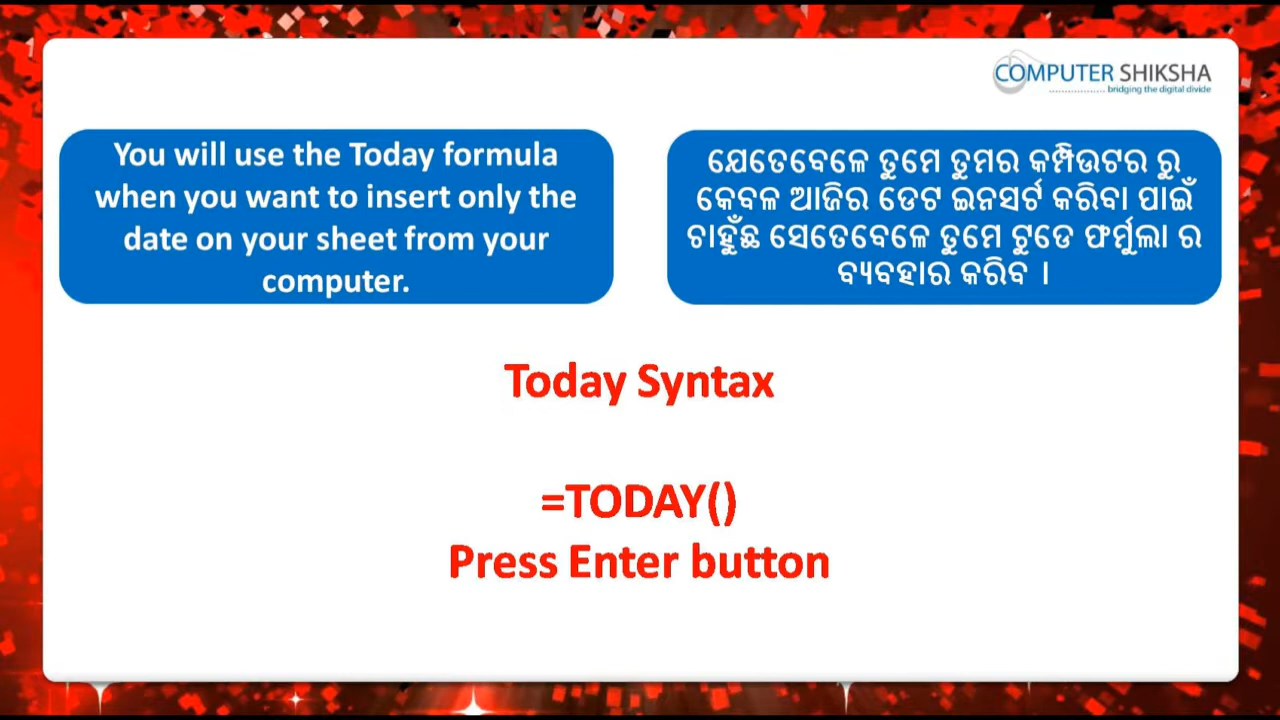 COMPUTER SHIKSHA
bridging the digital divide
You will use the Today formula
when you want to insert only the
date on your sheet from your
computer.
ଯେତେବେଳେ ତୁମେ ତୁମର କମ୍ପିଉଟର ରୁ
କେବଳ ଆଜିର ଡେଟ ଇନସର୍ଟ କରିବା ପାଇଁ
ଚାହୁଁଛ ସେତେବେଳେ ତୁମେ ଟୁଡେ ଫର୍ମୁଲା ର
ବ୍ୟବହାର କରିବ ।
Today Syntax
=TODAY()
Press Enter button